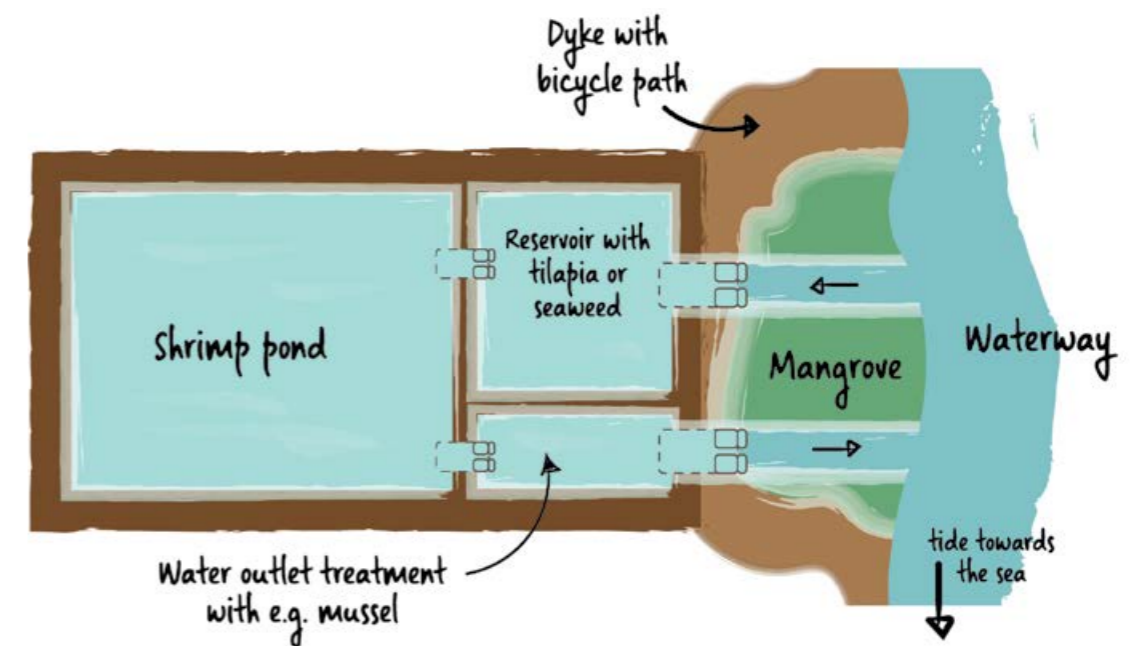 Dyke with
bicycle path
Reservoir with
tilapia or
seaweed
Shrimp pond
Mangrove
Waterway
Water outlet treatment
with e.g. mussel
tide towards
the sea